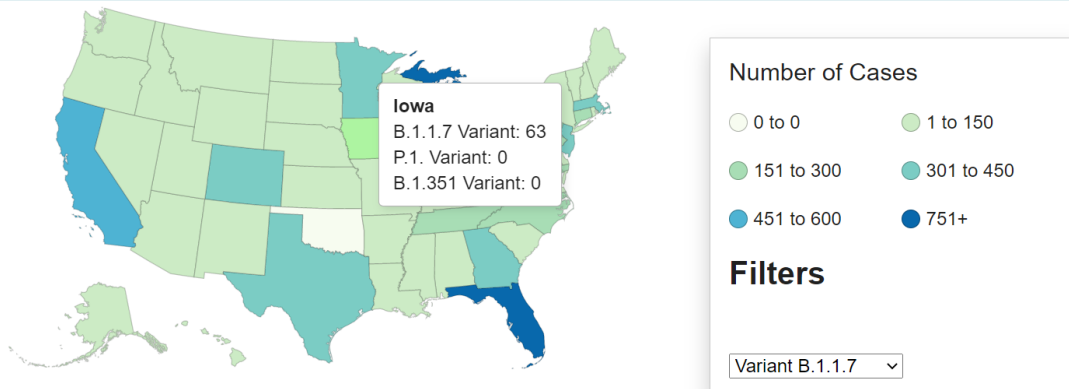 Iowa
B.1.1.7 Variant: 63
P.1. Variant: 0
B.1.351 Variant: 0
Number of Cases
0 to 0
1 to 150
151 to 300
301 to 450
451 to 600
751+
Filters
Variant B.1.1.7